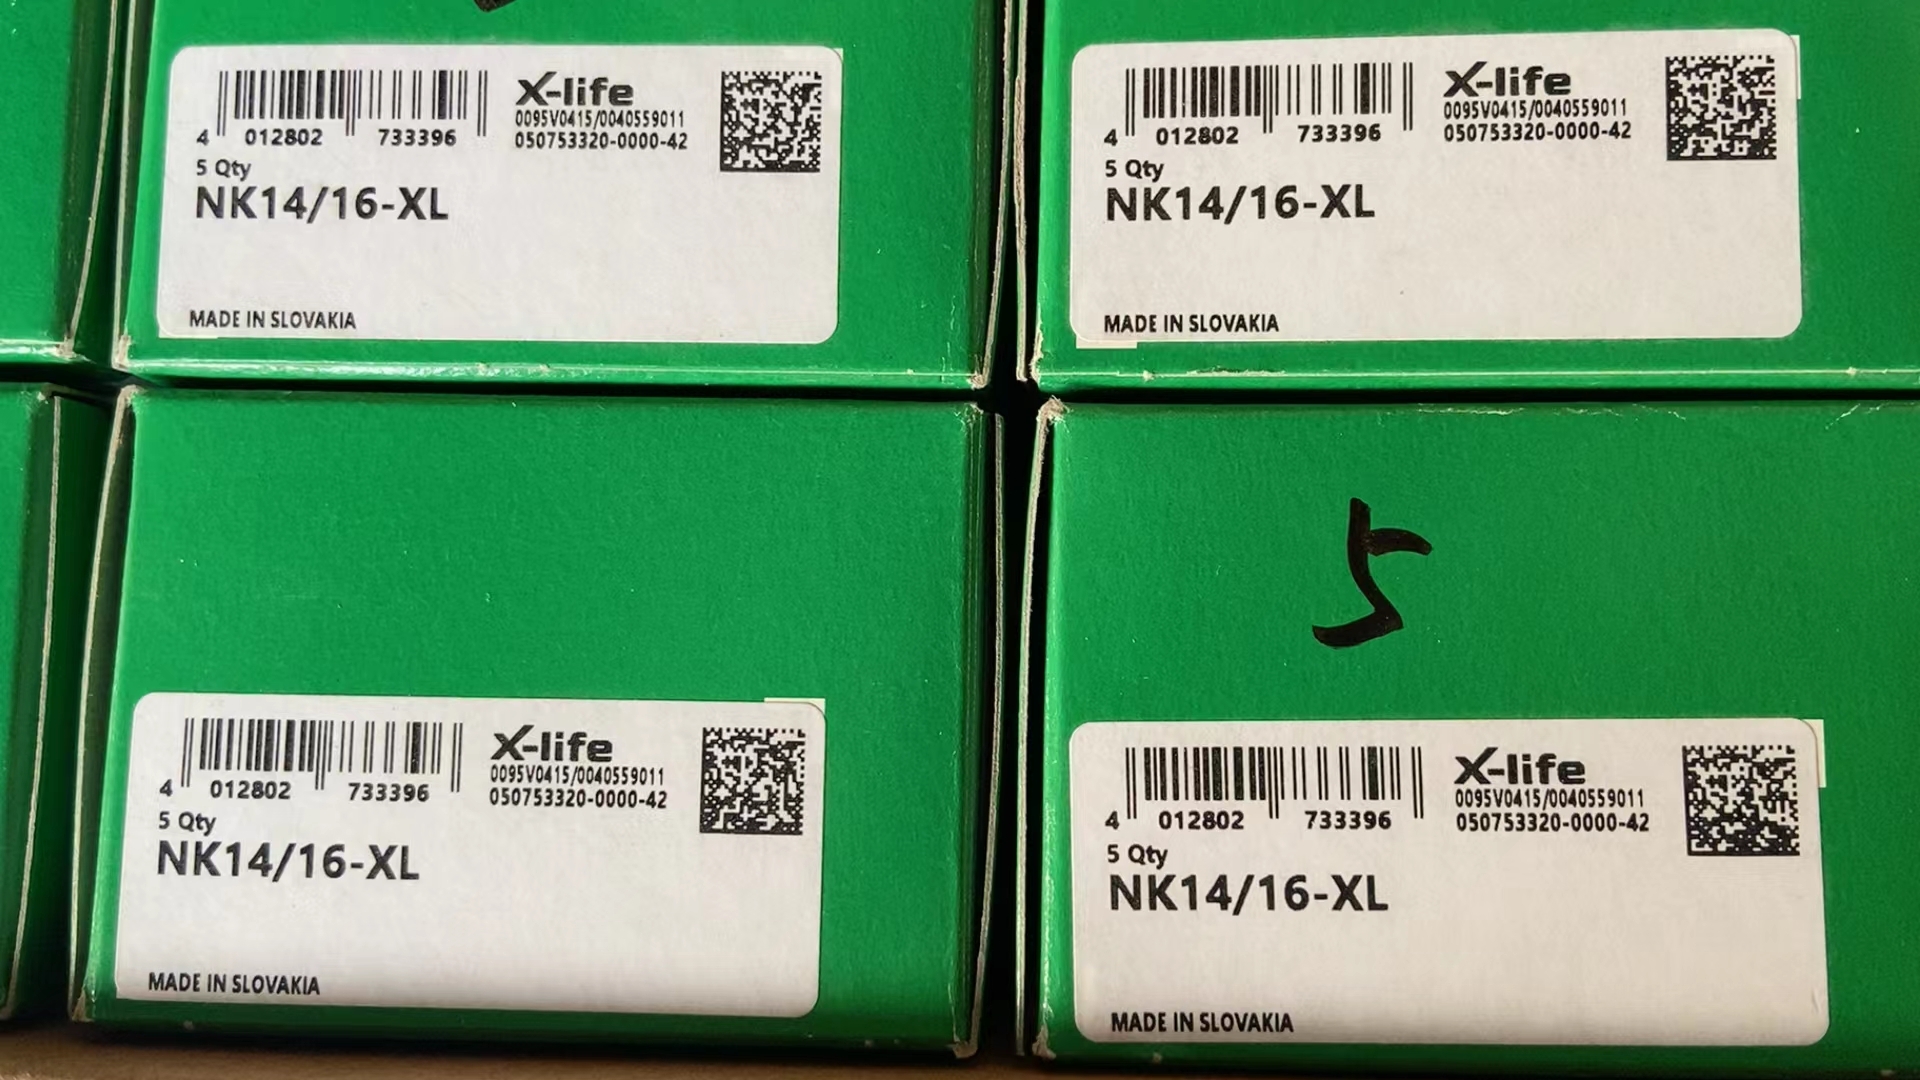 X-life
0095V0415/0040559011
050753320-0000-42
4 012802 733396
5 Qty
NK14/16-XL
MADE IN SLOVAKIA
X-life
0095V0415/0040559011
050753320-0000-42
4 012802 733396
5 Qty
NK14/16-XL
MADE IN SLOVAKIA
X-life
0095V0415/0040559011
050753320-0000-42
4 012802 733396
5 Qty
NK14/16-XL
MADE IN SLOVAKIA
5
X-life
0095V0415/0040559011
050753320-0000-42
4 012802 733396
5 Qty
NK14/16-XL
MADE IN SLOVAKIA